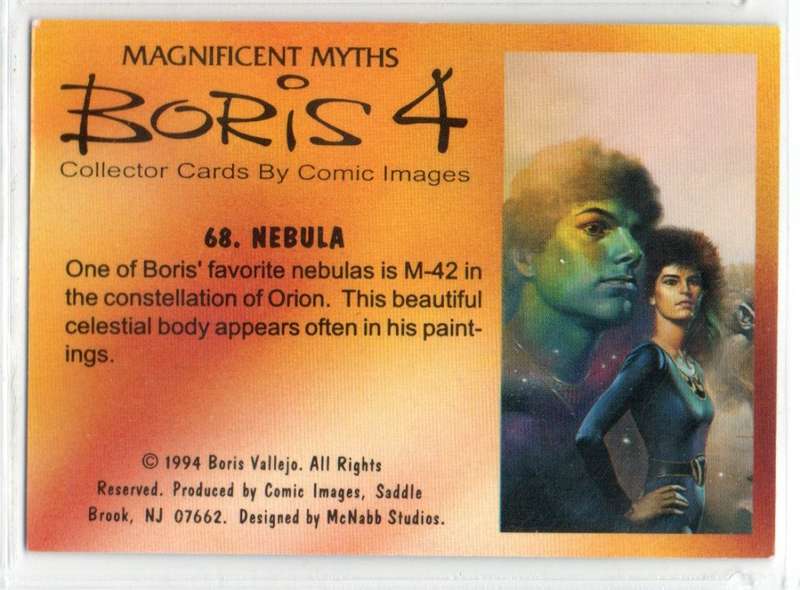 MAGNIFICENT MYTHS
BORIS 4
Collector Cards By Comic Images
68. NEBULA
One of Boris' favorite nebulas is M-42 in
the constellation of Orion. This beautiful
celestial body appears often in his paint-
ings.
© 1994 Boris Vallejo. All Rights
Reserved. Produced by Comic Images, Saddle
Brook, NJ 07662. Designed by McNabb Studios.